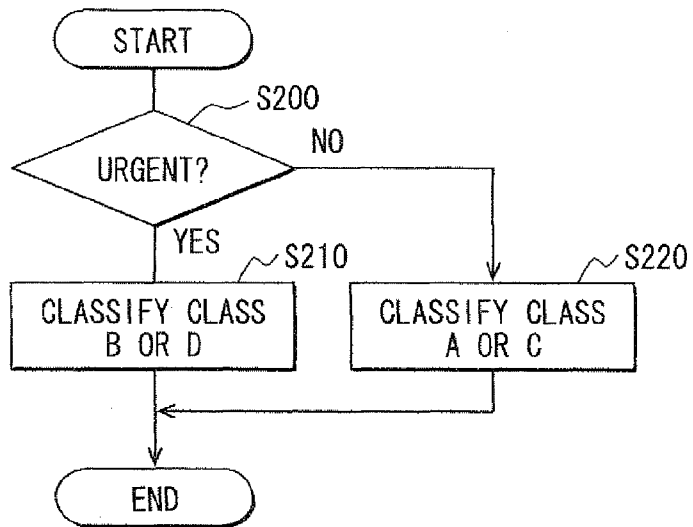 START
S200
URGENT?
NO
YES
S210
CLASSIFY CLASS
B OR D
S220
CLASSIFY CLASS
A OR C
END